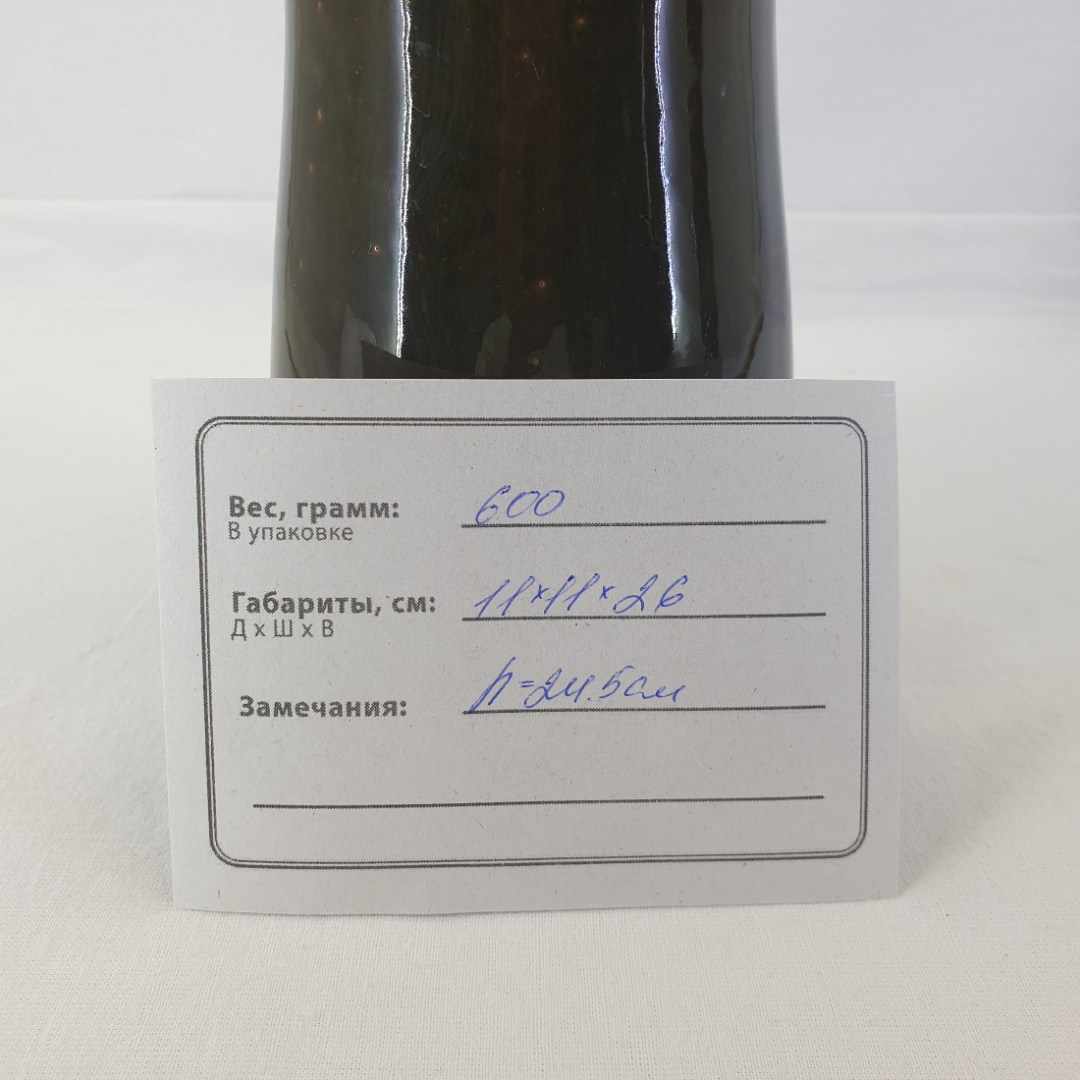 Вес, грамм: 600
В упаковке
Габариты, см: 11×11×26
Д х Ш х В
Замечания: h=24.5см